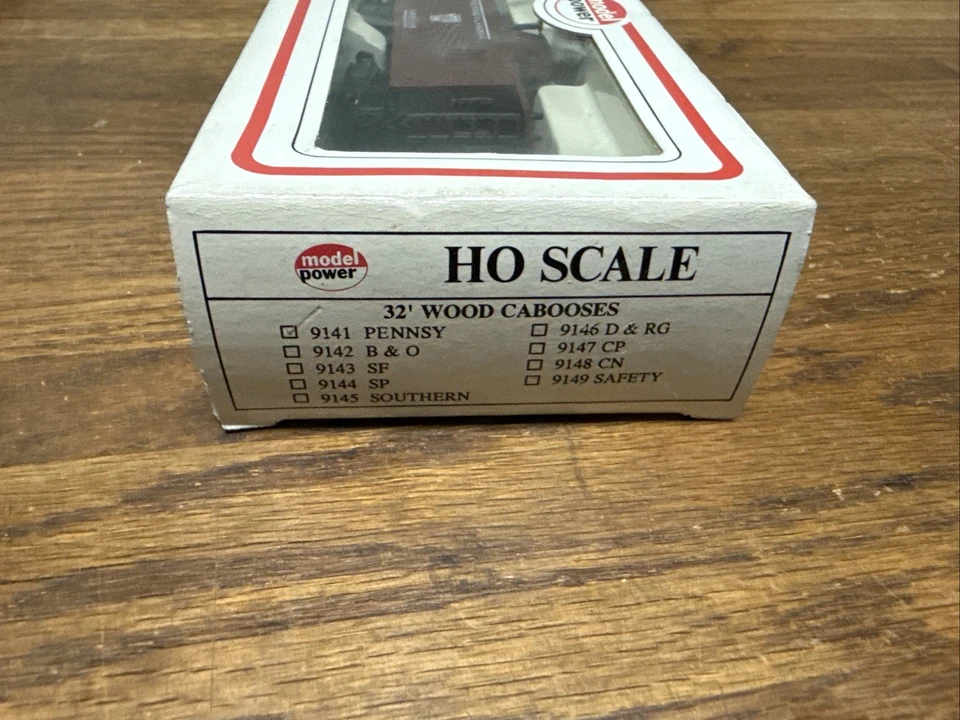 model
power
model
power
HO SCALE
32' WOOD CABOOSES
9141 PENNSY
9142 B & O
9143 SF
9144 SP
9145 SOUTHERN
9146 D & RG
9147 CP
9148 CN
9149 SAFETY